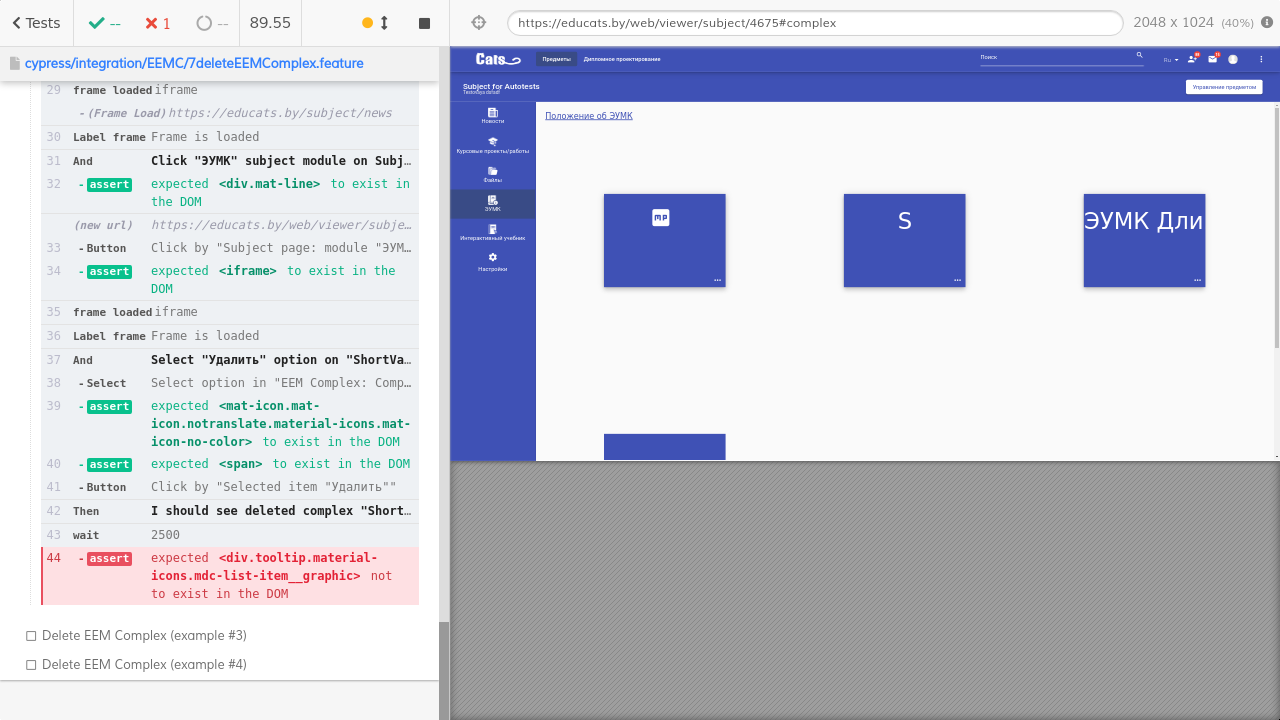 Tests
--
1
--
89.55
https://educats.by/web/viewer/subject/4675#complex
2048 x 1024 (40%)
cypress/integration/EEMC/7deleteEEMComplex.feature
29 frame loaded iframe
-(Frame Load) https://educats.by/subject/news
30 Label frame Frame is loaded
31 And Click "ЭУМК" subject module on Subj…
32 -assert expected <div.mat-line> to exist in
the DOM
(new url) https://educats.by/web/viewer/subje…
33 -Button Click by "Subject page: module "ЭУМ…
34 -assert expected <iframe> to exist in the
DOM
35 frame loaded iframe
36 Label frame Frame is loaded
37 And Select "Удалить" option on "ShortVa…
38 -Select Select option in "EEM Complex: Comp…
39 -assert expected <mat-icon.mat-
icon.notranslate.material-icons.mat-
icon-no-color> to exist in the DOM
40 -assert expected <span> to exist in the DOM
41 -Button Click by "Selected item "Удалить""
42 Then I should see deleted complex "Short…
43 wait 2500
44 -assert expected <div.tooltip.material-
icons.mdc-list-item__graphic> not
to exist in the DOM
Delete EEM Complex (example #3)
Delete EEM Complex (example #4)
Cats
Предметы
Дипломное проектирование
Поиск
Ru
Subject for Autotests
Управление предметом
Новости
Курсовые проекты/работы
Файлы
ЭУМК
Интерактивный учебник
Настройки
Положение об ЭУМК
МР
...
S
...
ЭУМК Дли
...